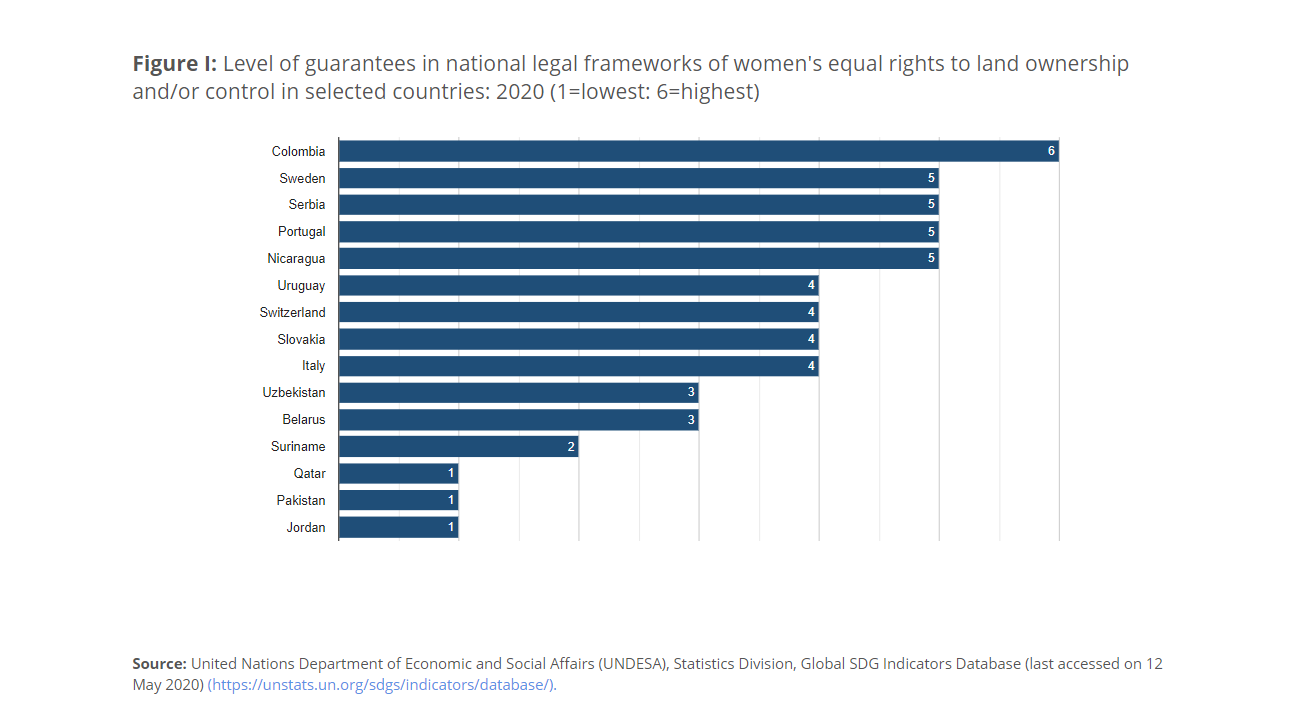 Figure I: Level of guarantees in national legal frameworks of women's equal rights to land ownership
and/or control in selected countries: 2020 (1=lowest: 6=highest)
Colombia 6
Sweden 5
Serbia 5
Portugal 5
Nicaragua 5
Uruguay 4
Switzerland 4
Slovakia 4
Italy 4
Uzbekistan 3
Belarus 3
Suriname 2
Qatar 1
Pakistan 1
Jordan 1
Source: United Nations Department of Economic and Social Affairs (UNDESA), Statistics Division, Global SDG Indicators Database (last accessed on 12
May 2020) (https://unstats.un.org/sdgs/indicators/database/).